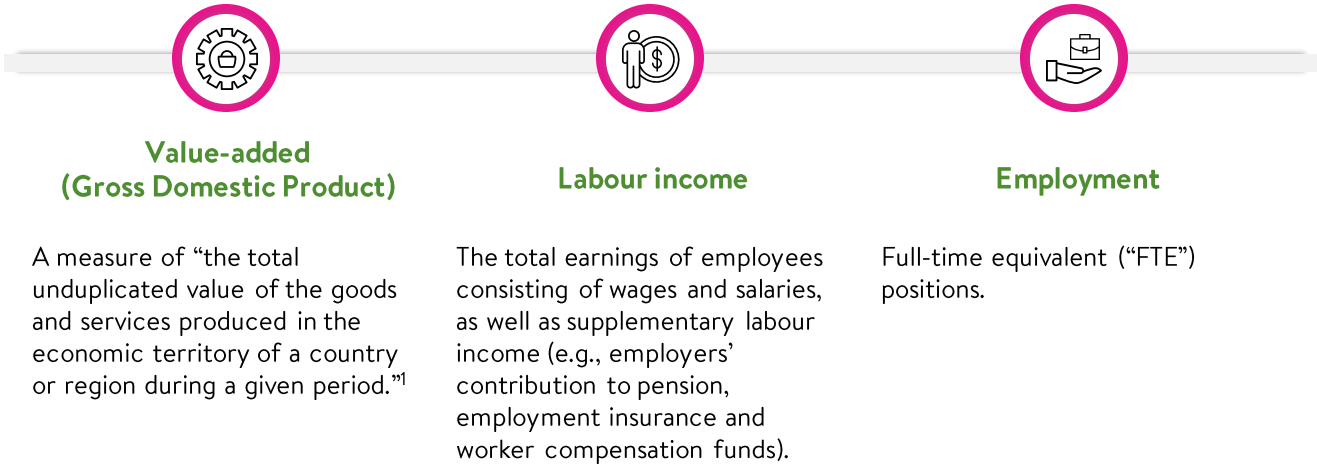 Value-added
(Gross Domestic Product)
A measure of “the total
unduplicated value of the goods
and services produced in the
economic territory of a country
or region during a given period.”1
$
Labour income
The total earnings of employees
consisting of wages and salaries,
as well as supplementary labour
income (e.g., employers’
contribution to pension,
employment insurance and
worker compensation funds).
Employment
Full-time equivalent (“FTE”)
positions.